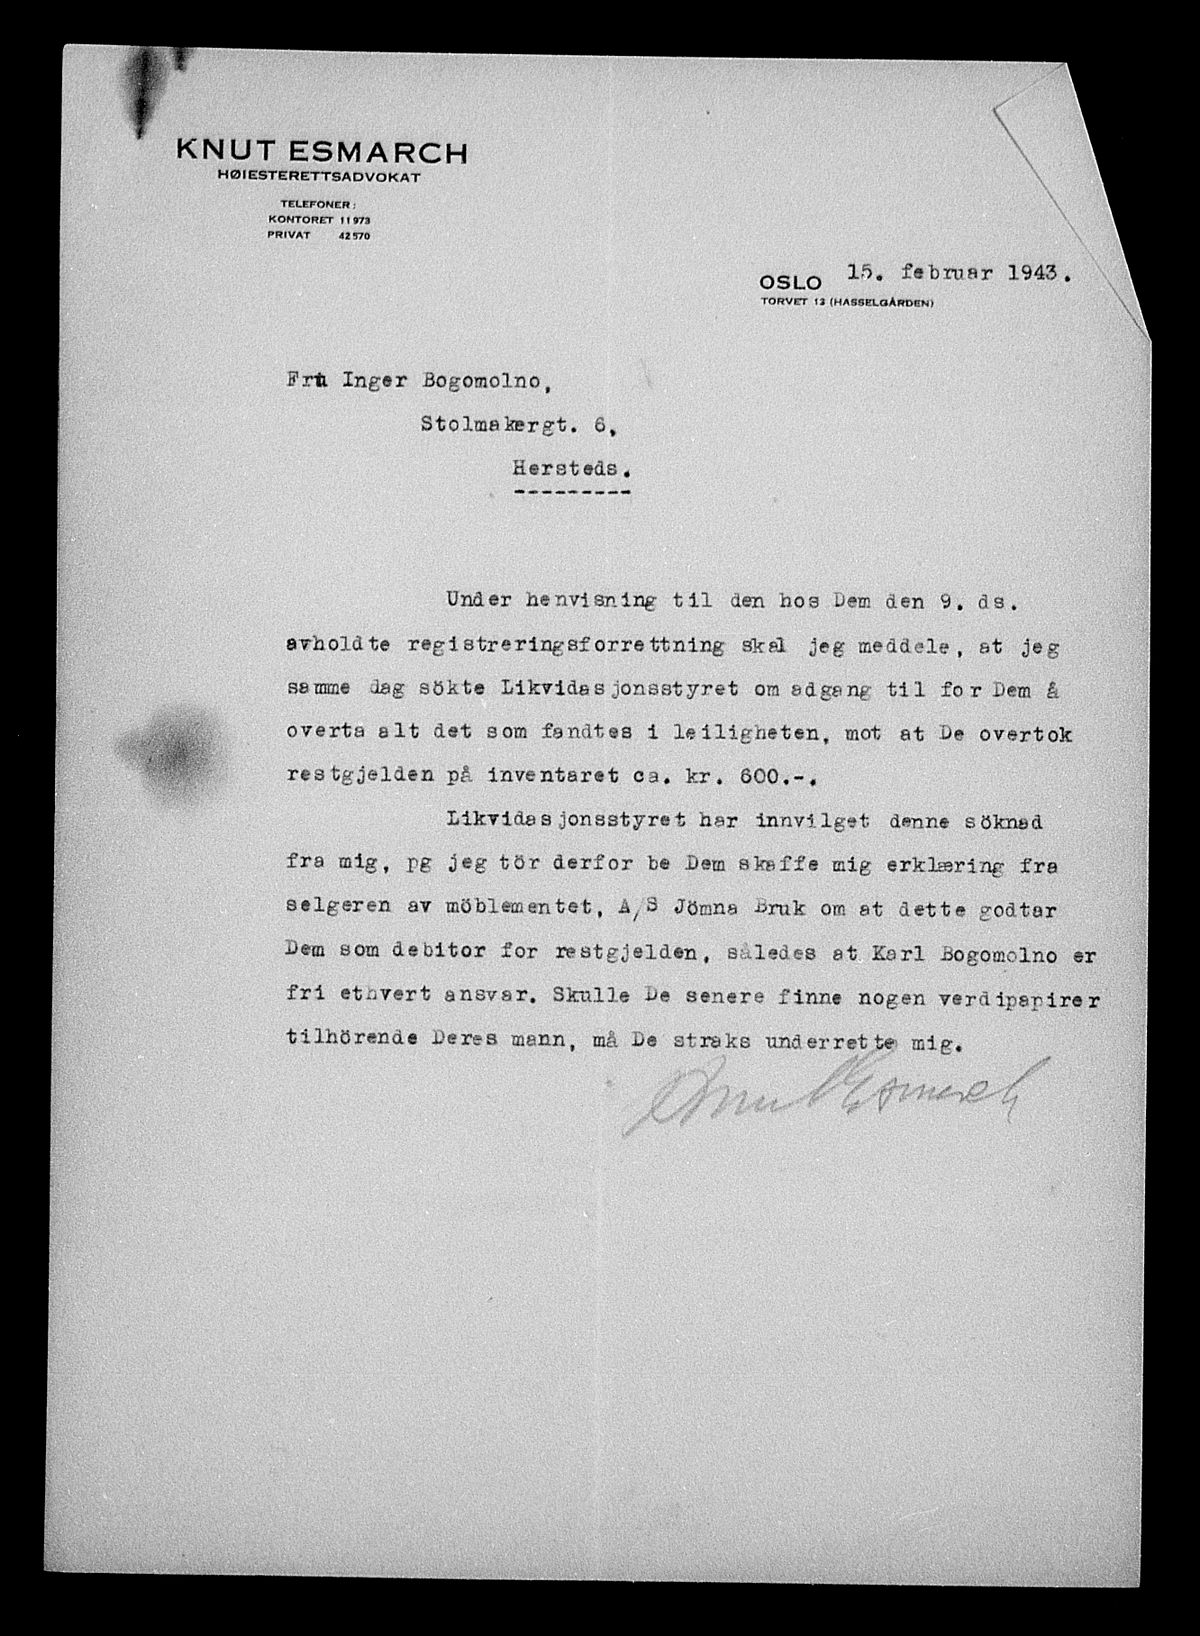 KNUT ESMARCH
HØIESTERETTSADVOKAT
TELEFONER:
KONTORET 11973
PRIVAT 42570
OSLO 15. februar 1943.
TORVET 13 (HASSELGÅRDEN)
Fru Inger Bogomolno,
Stolmakergt. 6,
Hersteds.
---------
Under henvisning til den hos Dem den 9. ds.
avholdte registreringsforrettning skal jeg meddele, at jeg
samme dag sökte Likvidasjonsstyret om adgang til for Dem å
overta alt det som fandtes i leiligheten, mot at De overtok
restgjelden på inventaret ca. kr. 600.-.
Likvidasjonsstyret har innvilget denne söknad
fra mig, pg jeg tör derfor be Dem skaffe mig erklæring fra
selgeren av möblementet, A/S Jömna Bruk om at dette godtar
Dem som debitor for restgjelden, således at Karl Bogomolno er
fri ethvert ansvar. Skulle De senere finne nogen verdipapirer
tilhörende Deres mann, må De straks underrette mig.
Knut Esmarch